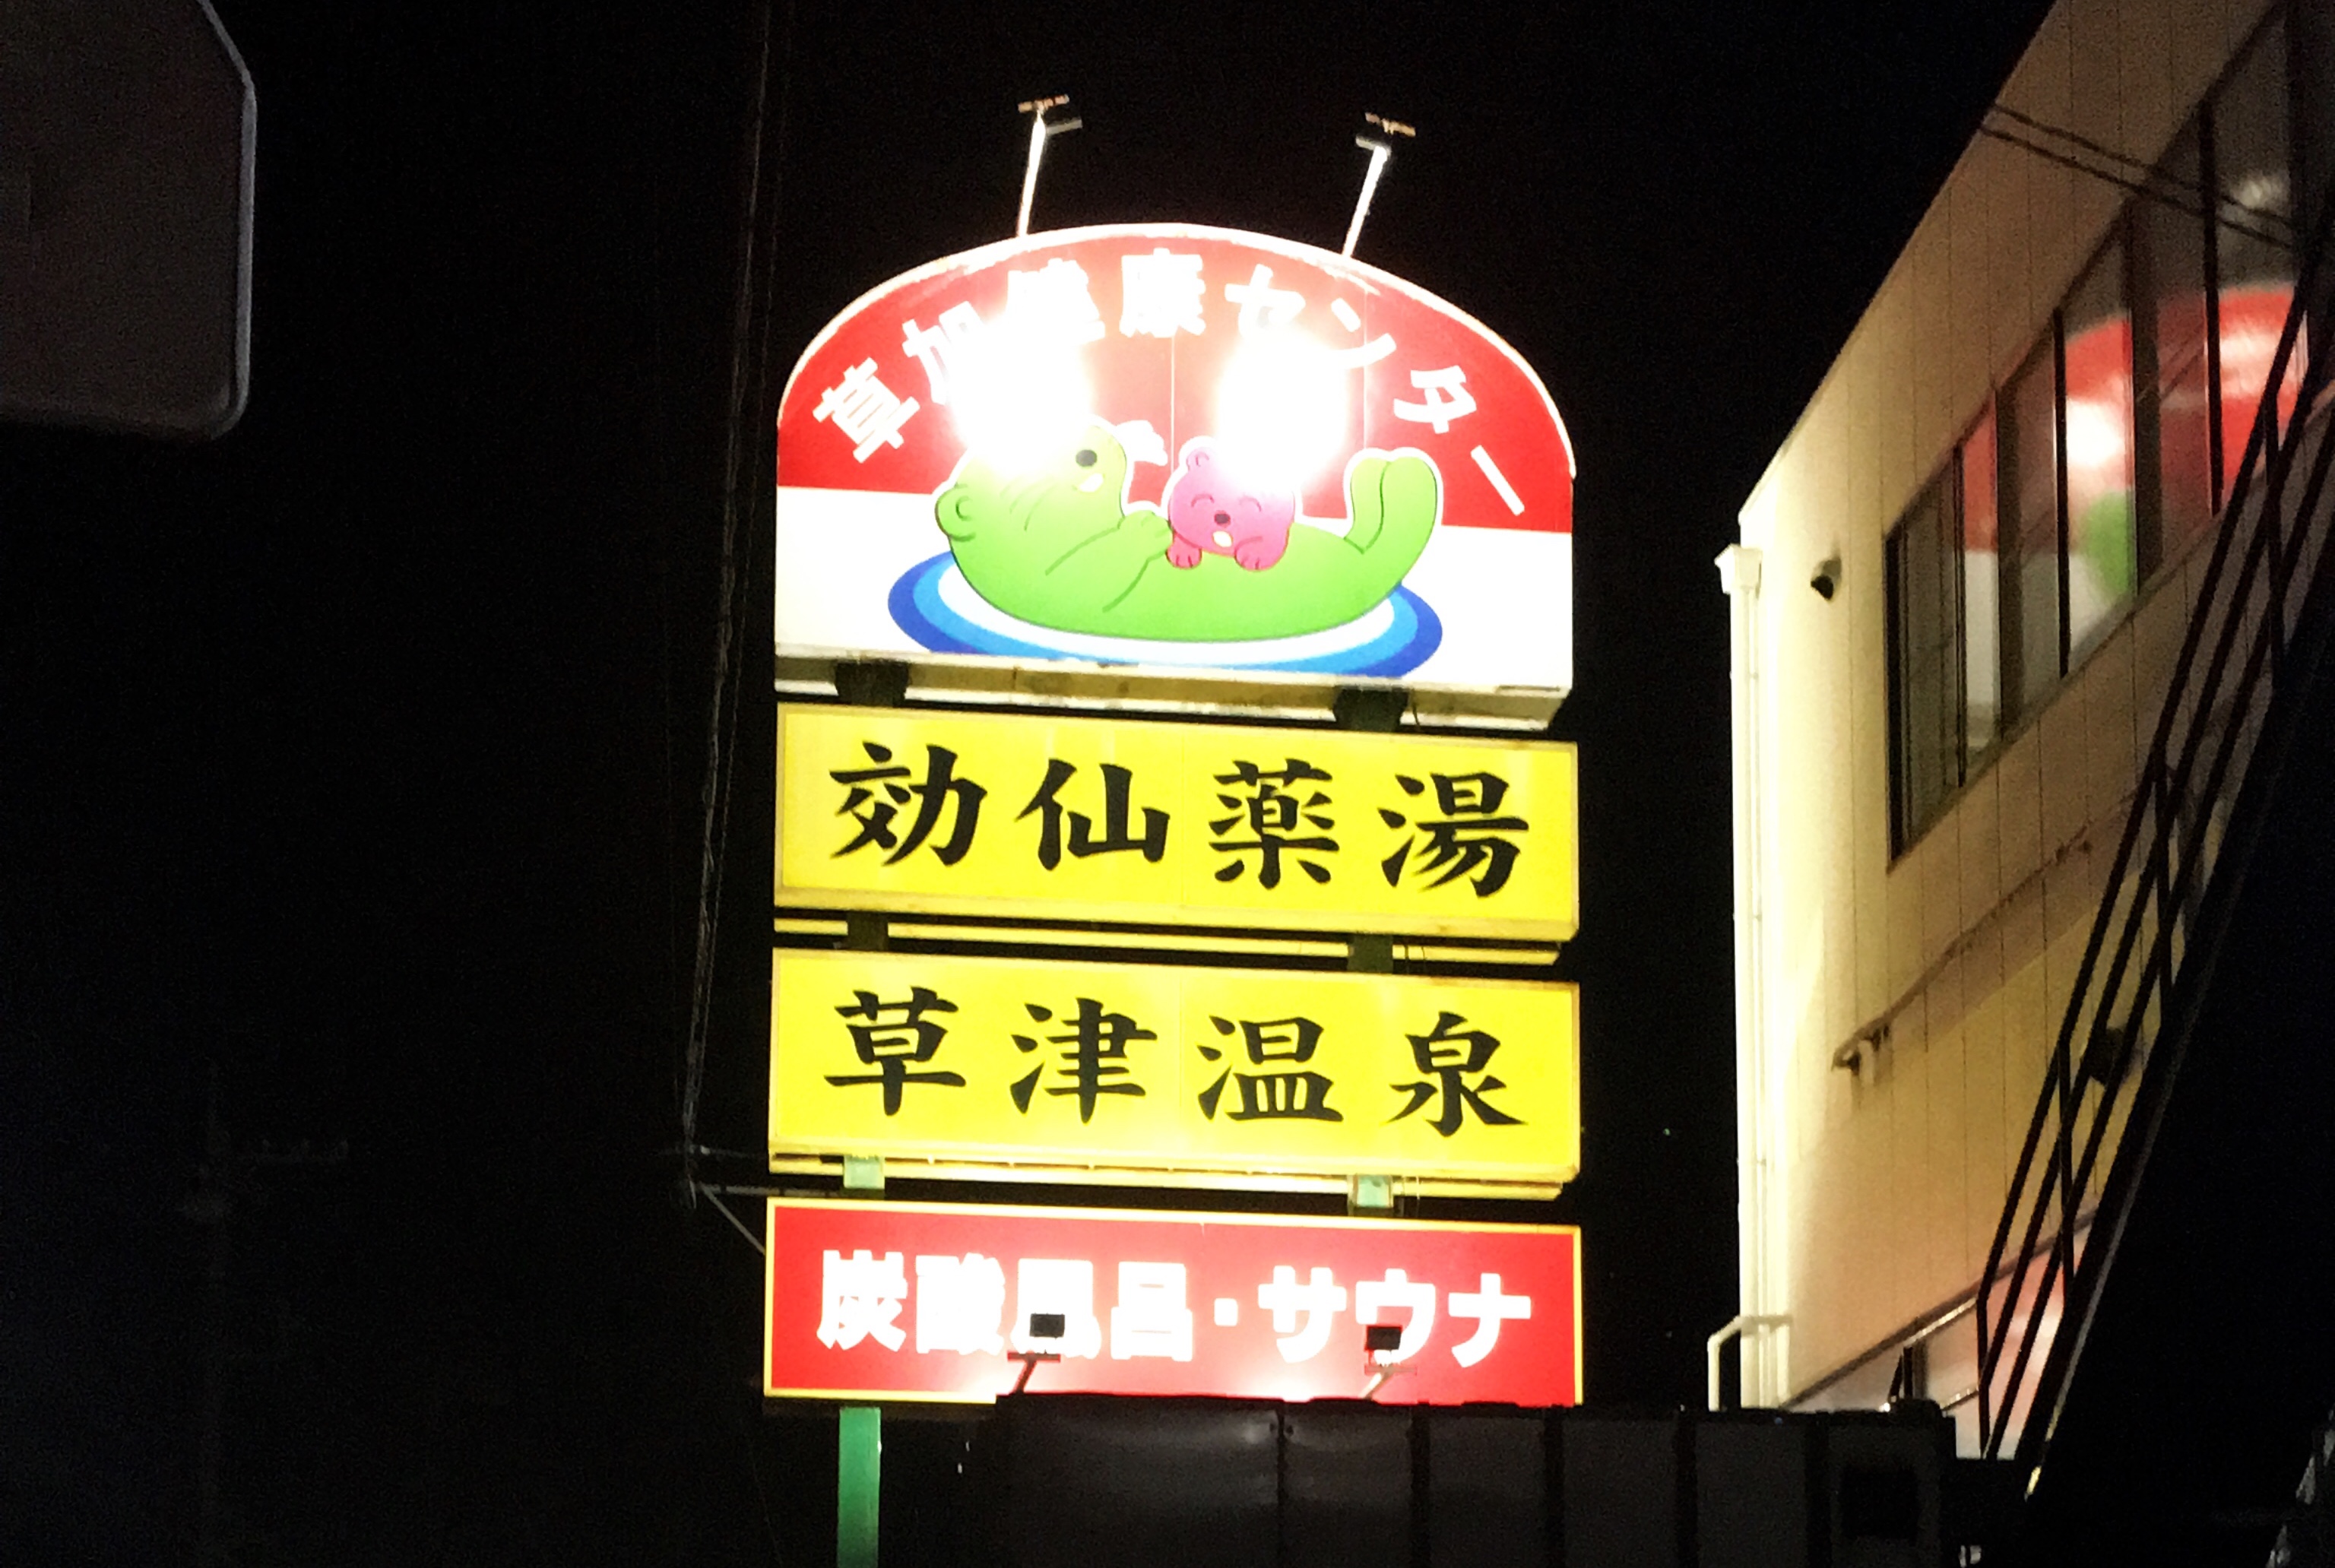 草加健康センター
効仙薬湯
草津温泉
炭酸風呂・サウナ